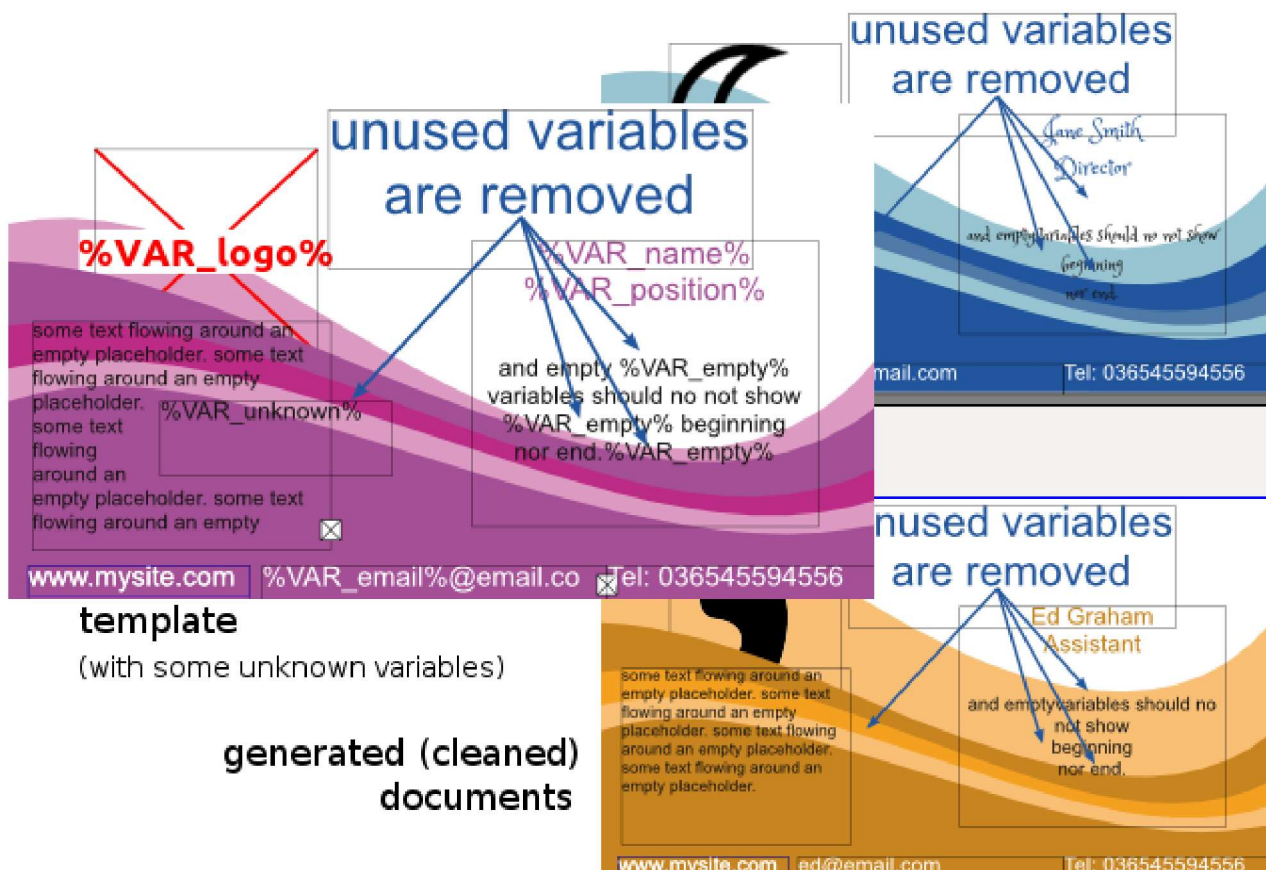 unused variables
are removed
%VAR_logo%
%VAR_name%
%VAR_position%
some text flowing around an
empty placeholder. some text
flowing around an empty
placeholder.
some text
flowing
around an
empty placeholder. some text
flowing around an empty
%VAR_unknown%
and empty %VAR_empty%
variables should no not show
%VAR_empty% beginning
nor end.%VAR_empty%
www.mysite.com
%VAR_email%@email.co
Tel: 036545594556
template
(with some unknown variables)
generated (cleaned)
documents
unused variables
are removed
Jane Smith
Director
and emptyvariables should no not show
beginning
nor end.
mail.com
Tel: 036545594556
nused variables
are removed
Ed Graham
Assistant
some text flowing around an
empty placeholder. some text
flowing around an empty
placeholder. some text flowing
around an empty placeholder.
some text flowing around an
empty placeholder.
and emptyvariables should no
not show
beginning
nor end.
www.mysite.com
ed@email.com
Tel: 036545594556